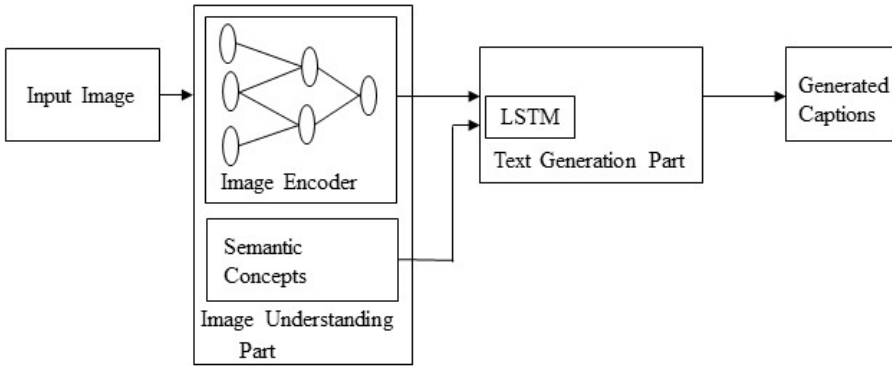 Input Image
Image Encoder
Semantic
Concepts
Image Understanding
Part
LSTM
Text Generation Part
Generated
Captions